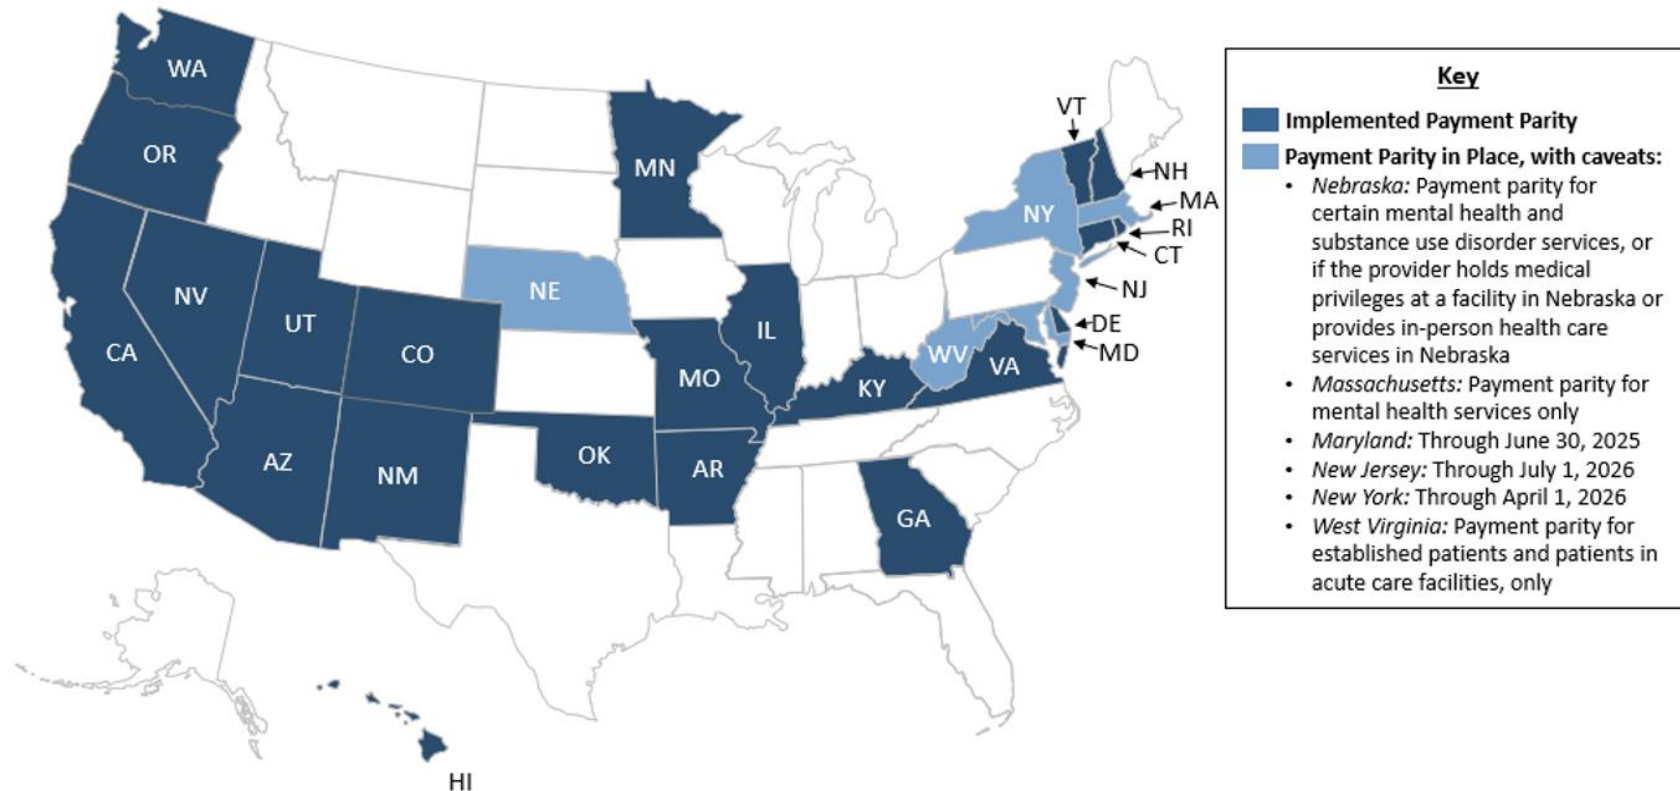 WA
OR
CA
NV
UT
AZ
CO
NM
MN
NE
MO
IL
OK
AR
KY
WV
VA
GA
NY
VT
NH
MA
RI
CT
NJ
DE
MD
HI
Key
Implemented Payment Parity
Payment Parity in Place, with caveats:
• Nebraska: Payment parity for
certain mental health and
substance use disorder services, or
if the provider holds medical
privileges at a facility in Nebraska or
provides in-person health care
services in Nebraska
• Massachusetts: Payment parity for
mental health services only
• Maryland: Through June 30, 2025
• New Jersey: Through July 1, 2026
• New York: Through April 1, 2026
• West Virginia: Payment parity for
established patients and patients in
acute care facilities, only